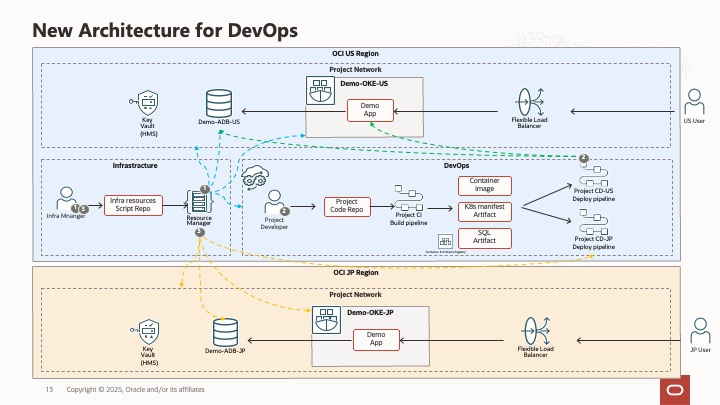 New Architecture for DevOps
OCI US Region
Project Network
Demo-OKE-US
Key
Vault
(HMS)
Demo-ADB-US
Demo
App
Flexible Load
Balancer
US User
Infrastracture
DevOps
Infra Mnanger
1
3
Infra resources
Script Repo
1
Resource
Manager
3
2
Project
Developer
Project
Code Repo
Project CI
Build pipeline
Container
Image
K8s manifest
Artifact
SQL
Artifact
Container & Artifacts Registry
2
Project CD-US
Deploy pipeline
Project CD-JP
Deploy pipeline
OCI JP Region
Project Network
Demo-OKE-JP
Key
Vault
(HMS)
Demo-ADB-JP
Demo
App
Flexible Load
Balancer
JP User
13
Copyright © 2025, Oracle and/or its affiliates